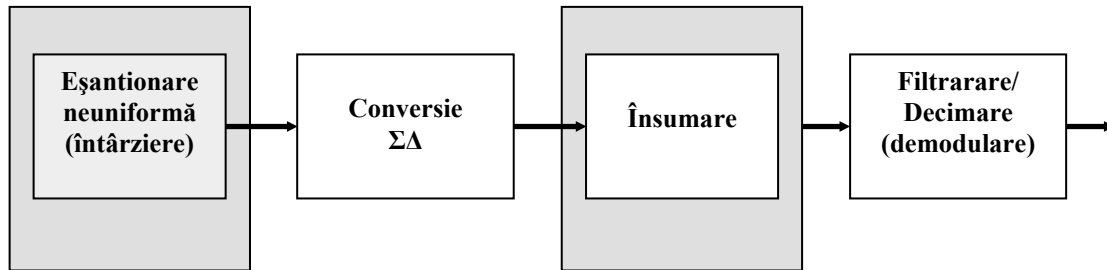 Eşantionare
neuniformă
(întârziere)
Conversie
ΣΔ
Însumare
Filtrarare/
Decimare
(demodulare)